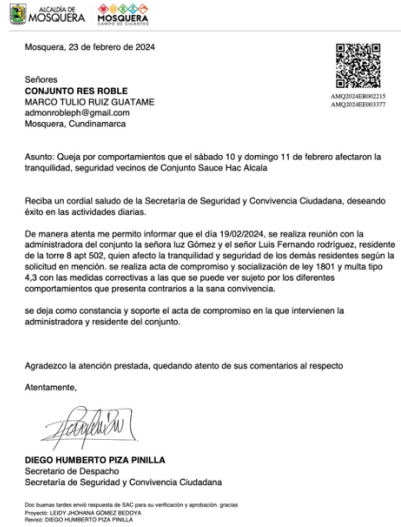 ALCALDÍA DE
MOSQUERA
MOSQUERA
CAMPO DE GIGANTES
Mosquera, 23 de febrero de 2024
AMQ2024ER002215
AMQ2024EE003377
Señores
CONJUNTO RES ROBLE
MARCO TULIO RUIZ GUATAME
admonrobleph@gmail.com
Mosquera, Cundinamarca
Asunto: Queja por comportamientos que el sábado 10 y domingo 11 de febrero afectaron la
tranquilidad, seguridad vecinos de Conjunto Sauce Hac Alcala
Reciba un cordial saludo de la Secretaría de Seguridad y Convivencia Ciudadana, deseando
éxito en las actividades diarias.
De manera atenta me permito informar que el día 19/02/2024, se realiza reunión con la
administradora del conjunto la señora luz Gómez y el señor Luis Fernando rodríguez, residente
de la torre 8 apt 502, quien afecto la tranquilidad y seguridad de los demás residentes según la
solicitud en mención. se realiza acta de compromiso y socialización de ley 1801 y multa tipo
4,3 con las medidas correctivas a las que se puede ver sujeto por los diferentes
comportamientos que presenta contrarios a la sana convivencia.
se deja como constancia y soporte el acta de compromiso en la que intervienen la
administradora y residente del conjunto.
Agradezco la atención prestada, quedando atento de sus comentarios al respecto
Atentamente,
DIEGO HUMBERTO PIZA PINILLA
Secretario de Despacho
Secretaría de Seguridad y Convivencia Ciudadana
Doc buenas tardes envió respuesta de SAC para su verificación y aprobación. gracias
Proyectó: LEIDY JHOHANA GÓMEZ BEDOYA
Revisó: DIEGO HUMBERTO PIZA PINILLA